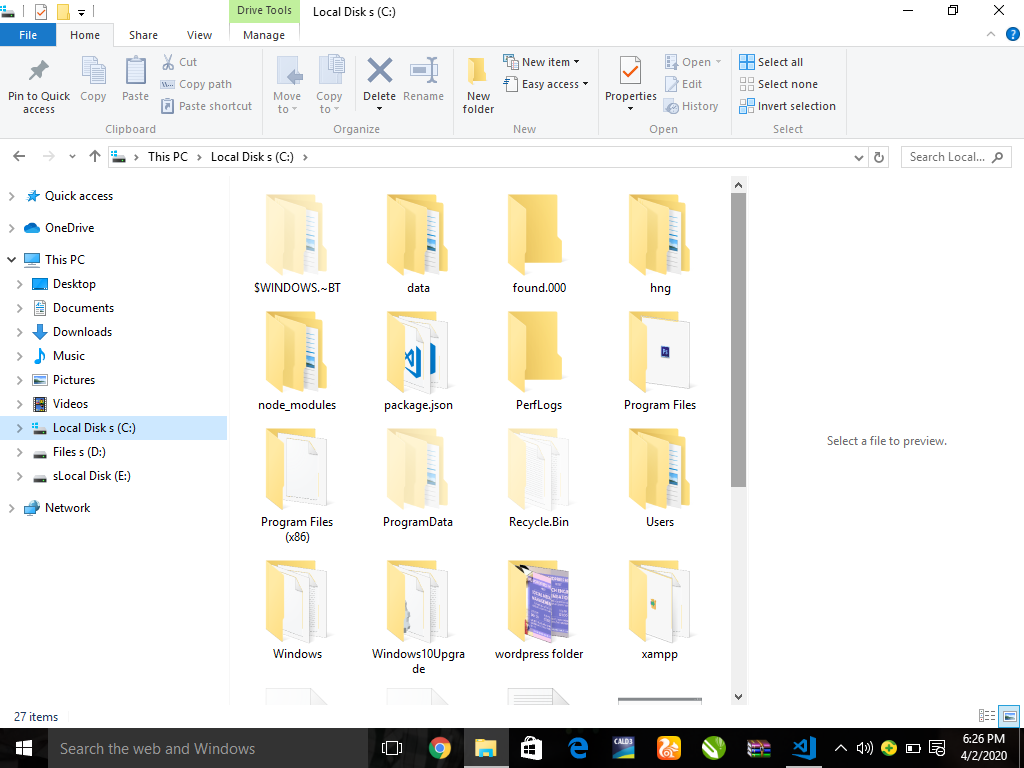 Drive Tools
Local Disk s (C:)
File
Home
Share
View
Manage
Pin to Quick access
Copy
Paste
Cut
Copy path
Paste shortcut
Clipboard
Move to
Copy to
Delete
Rename
Organize
New folder
New item
Easy access
New
Properties
Open
Edit
History
Open
Select all
Select none
Invert selection
Select
This PC
Local Disk s (C:)
Search Local...
Quick access
OneDrive
This PC
Desktop
Documents
Downloads
Music
Pictures
Videos
Local Disk s (C:)
Files s (D:)
sLocal Disk (E:)
Network
$WINDOWS.~BT
data
found.000
hng
node_modules
package.json
PerfLogs
Program Files
Program Files
(x86)
ProgramData
Recycle.Bin
Users
Windows
Windows10Upgra
de
wordpress folder
xampp
Select a file to preview.
27 items
Search the web and Windows
CALD3
6:26 PM
4/2/2020